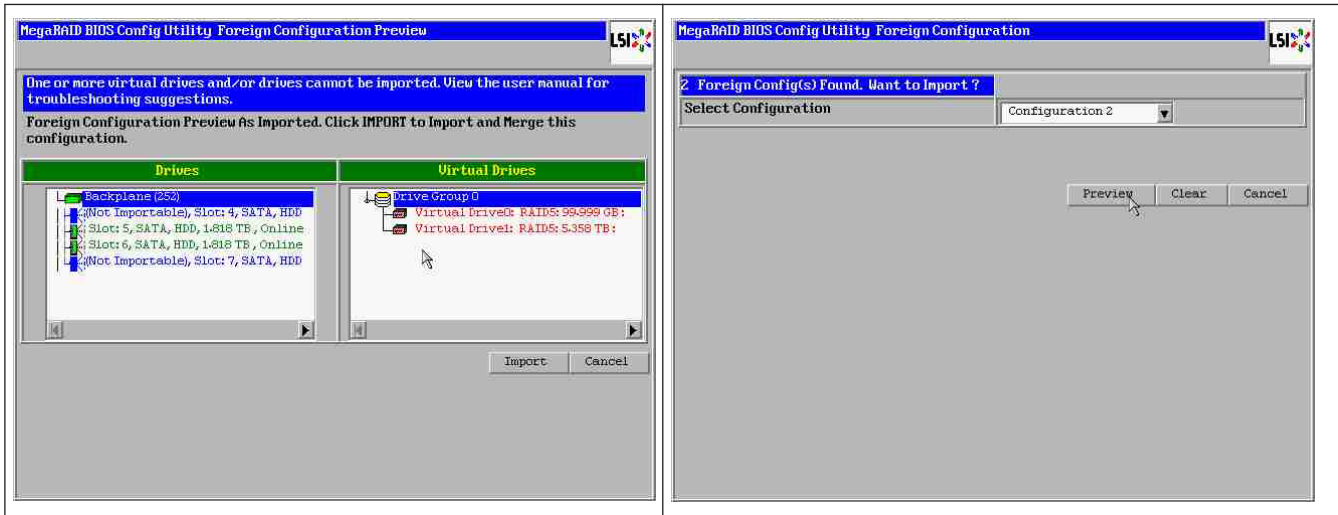 MegaRAID BIOS Config Utility Foreign Configuration Preview
LSI
One or more virtual drives and/or drives cannot be imported. View the user manual for
troubleshooting suggestions.
Foreign Configuration Preview As Imported. Click IMPORT to Import and Merge this
configuration.
Drives
Virtual Drives
Backplane (252)
(Not Importable), Slot: 4, SATA, HDD
Slot: 5, SATA, HDD, 1.818 TB, Online
Slot: 6, SATA, HDD, 1.818 TB, Online
(Not Importable), Slot: 7, SATA, HDD
Drive Group 0
Virtual Drive0: RAID5: 99.999 GB:
Virtual Drive1: RAID5: 5.358 TB:
Import
Cancel
MegaRAID BIOS Config Utility Foreign Configuration
LSI
2 Foreign Config(s) Found. Want to Import ?
Select Configuration
Configuration 2
Preview
Clear
Cancel